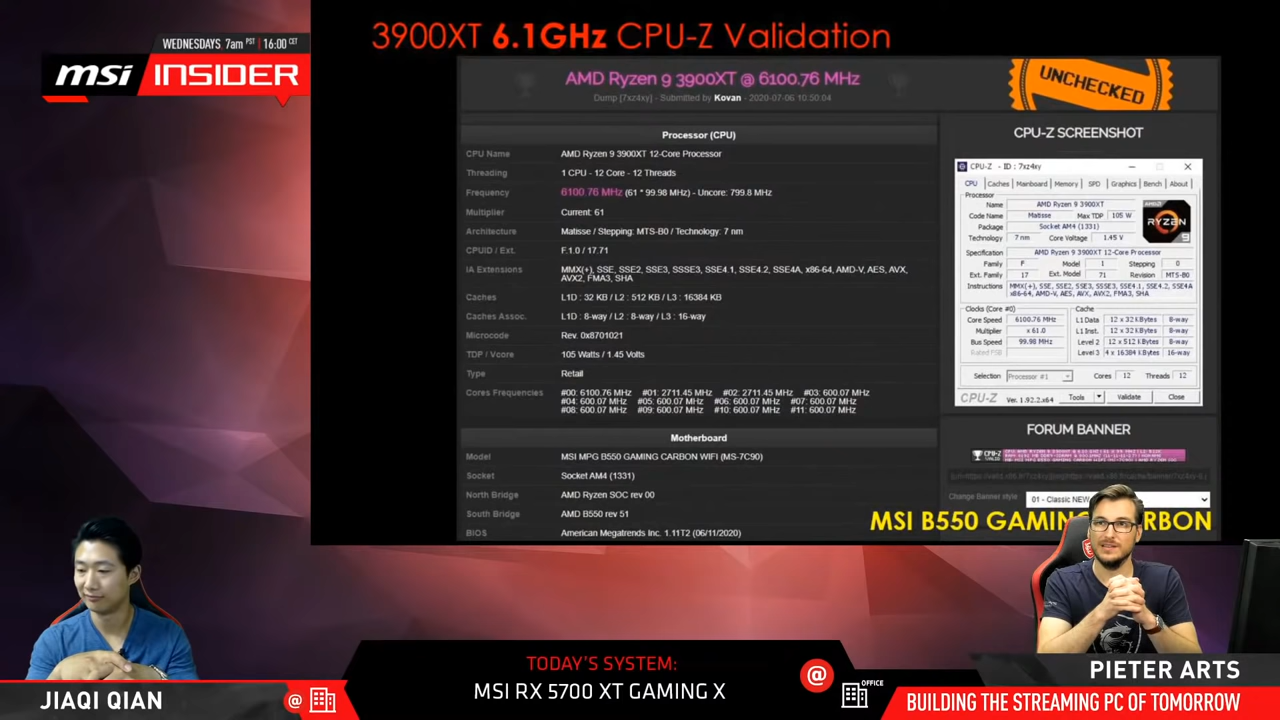 WEDNESDAYS 7am PST | 16:00 CET
msi INSIDER
3900XT 6.1GHz CPU-Z Validation
AMD Ryzen 9 3900XT @ 6100.76 MHz
Dump [7xz4xy] - Submitted by Kovan - 2020-07-06 10:50:04
UNCHECKED
Processor (CPU)
CPU Name AMD Ryzen 9 3900XT 12-Core Processor
Threading 1 CPU - 12 Core - 12 Threads
Frequency 6100.76 MHz (61 * 99.98 MHz) - Uncore: 799.8 MHz
Multiplier Current: 61
Architecture Matisse / Stepping: MTS-B0 / Technology: 7 nm
CPUID / Ext. F.1.0 / 17.71
IA Extensions MMX(+), SSE, SSE2, SSE3, SSSE3, SSE4.1, SSE4.2, SSE4A, x86-64, AMD-V, AES, AVX,
AVX2, FMA3, SHA
Caches L1D : 32 KB / L2 : 512 KB / L3 : 16384 KB
Caches Assoc. L1D : 8-way / L2 : 8-way / L3 : 16-way
Microcode Rev. 0x8701021
TDP / Vcore 105 Watts / 1.45 Volts
Type Retail
Cores Frequencies #00: 6100.76 MHz #01: 2711.45 MHz #02: 2711.45 MHz #03: 600.07 MHz
#04: 600.07 MHz #05: 600.07 MHz #06: 600.07 MHz #07: 600.07 MHz
#08: 600.07 MHz #09: 600.07 MHz #10: 600.07 MHz #11: 600.07 MHz
Motherboard
Model MSI MPG B550 GAMING CARBON WIFI (MS-7C90)
Socket Socket AM4 (1331)
North Bridge AMD Ryzen SOC rev 00
South Bridge AMD B550 rev 51
BIOS American Megatrends Inc. 1.11T2 (06/11/2020)
CPU-Z SCREENSHOT
CPU-Z - ID : 7xz4xy
CPU Caches Mainboard Memory SPD Graphics Bench About
Processor
Name AMD Ryzen 9 3900XT
Code Name Matisse Max TDP 105 W
Package Socket AM4 (1331)
Technology 7 nm Core Voltage 1.45 V
AMD RYZEN 9
Specification AMD Ryzen 9 3900XT 12-Core Processor
Family F Model 1 Stepping 0
Ext. Family 17 Ext. Model 71 Revision MTS-B0
Instructions MMX(+), SSE, SSE2, SSE3, SSSE3, SSE4.1, SSE4.2, SSE4A
x86-64, AMD-V, AES, AVX, AVX2, FMA3, SHA
Clocks (Core #0) Cache
Core Speed 6100.76 MHz L1 Data 12 x 32 kBytes 8-way
Multiplier x 61.0 L1 Inst. 12 x 32 kBytes 8-way
Bus Speed 99.98 MHz Level 2 12 x 512 kBytes 8-way
Rated FSB Level 3 4 x 16384 kBytes 16-way
Selection Processor #1 Cores 12 Threads 12
CPU-Z Ver. 1.92.2.x64 Tools Validate Close
FORUM BANNER
CPU-Z
Change Banner style 01 - Classic NEW
MSI B550 GAMING RBON
TODAY'S SYSTEM:
MSI RX 5700 XT GAMING X
JIAQI QIAN
@
@
OFFICE
PIETER ARTS
BUILDING THE STREAMING PC OF TOMORROW